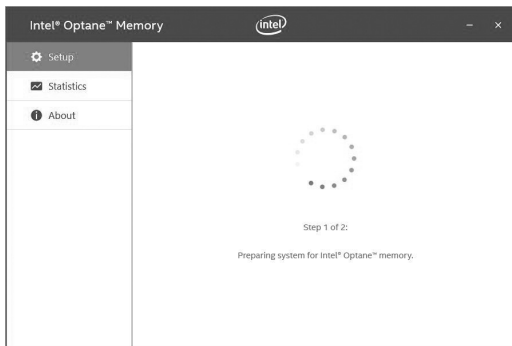 Intel® Optane™ Memory
intel
Setup
Statistics
About
Step 1 of 2:
Preparing system for Intel® Optane™ memory.